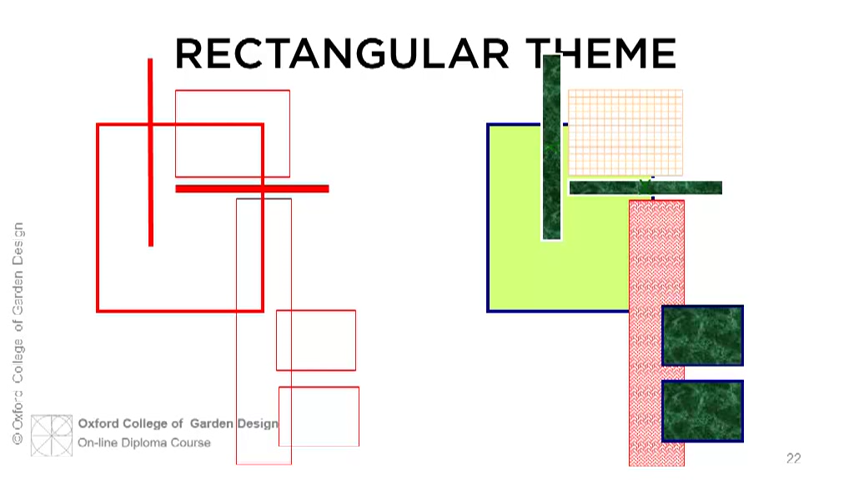 RECTANGULAR THEME
© Oxford College of Garden Design
Oxford College of Garden Design
On-line Diploma Course
22